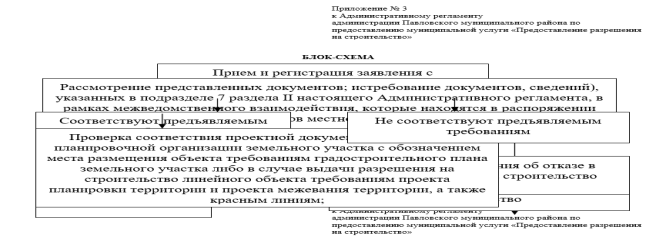 Приложение № 3
к Административному регламенту
администрации Павловского муниципального района по
предоставлению муниципальной услуги «Предоставление разрешения
на строительство»
БЛОК-СХЕМА
Прием и регистрация заявления с
Рассмотрение представленных документов; истребование документов, сведений),
указанных в подразделе 7 раздела II настоящего Административного регламента, в
рамках межведомственного взаимодействия, которые находятся в распоряжении
Соответствуют предъявляемым
Не соответствуют предъявляемым
требованиям
Проверка соответствия проектной
планировочной организации земельного участка с обозначением
места размещения объекта требованиям градостроительного плана
земельного участка либо в случае выдачи разрешения на
строительство линейного объекта требованиям проекта
планировки территории и проекта межевания территории, а также
красным линиям;
об отказе в
строительство
к Административному регламенту
администрации Павловского муниципального района по
предоставлению муниципальной услуги «Предоставление разрешения
на строительство»